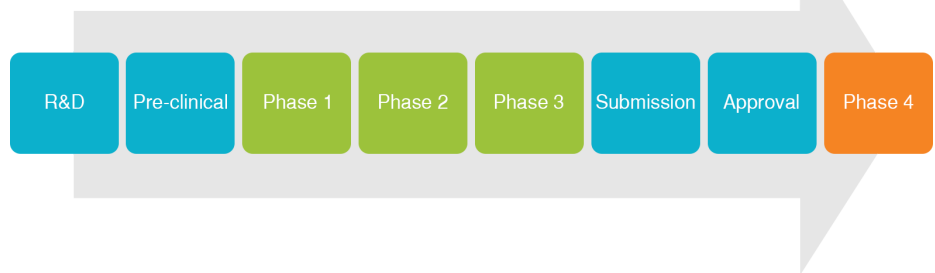 R&D
Pre-clinical
Phase 1
Phase 2
Phase 3
Submission
Approval
Phase 4